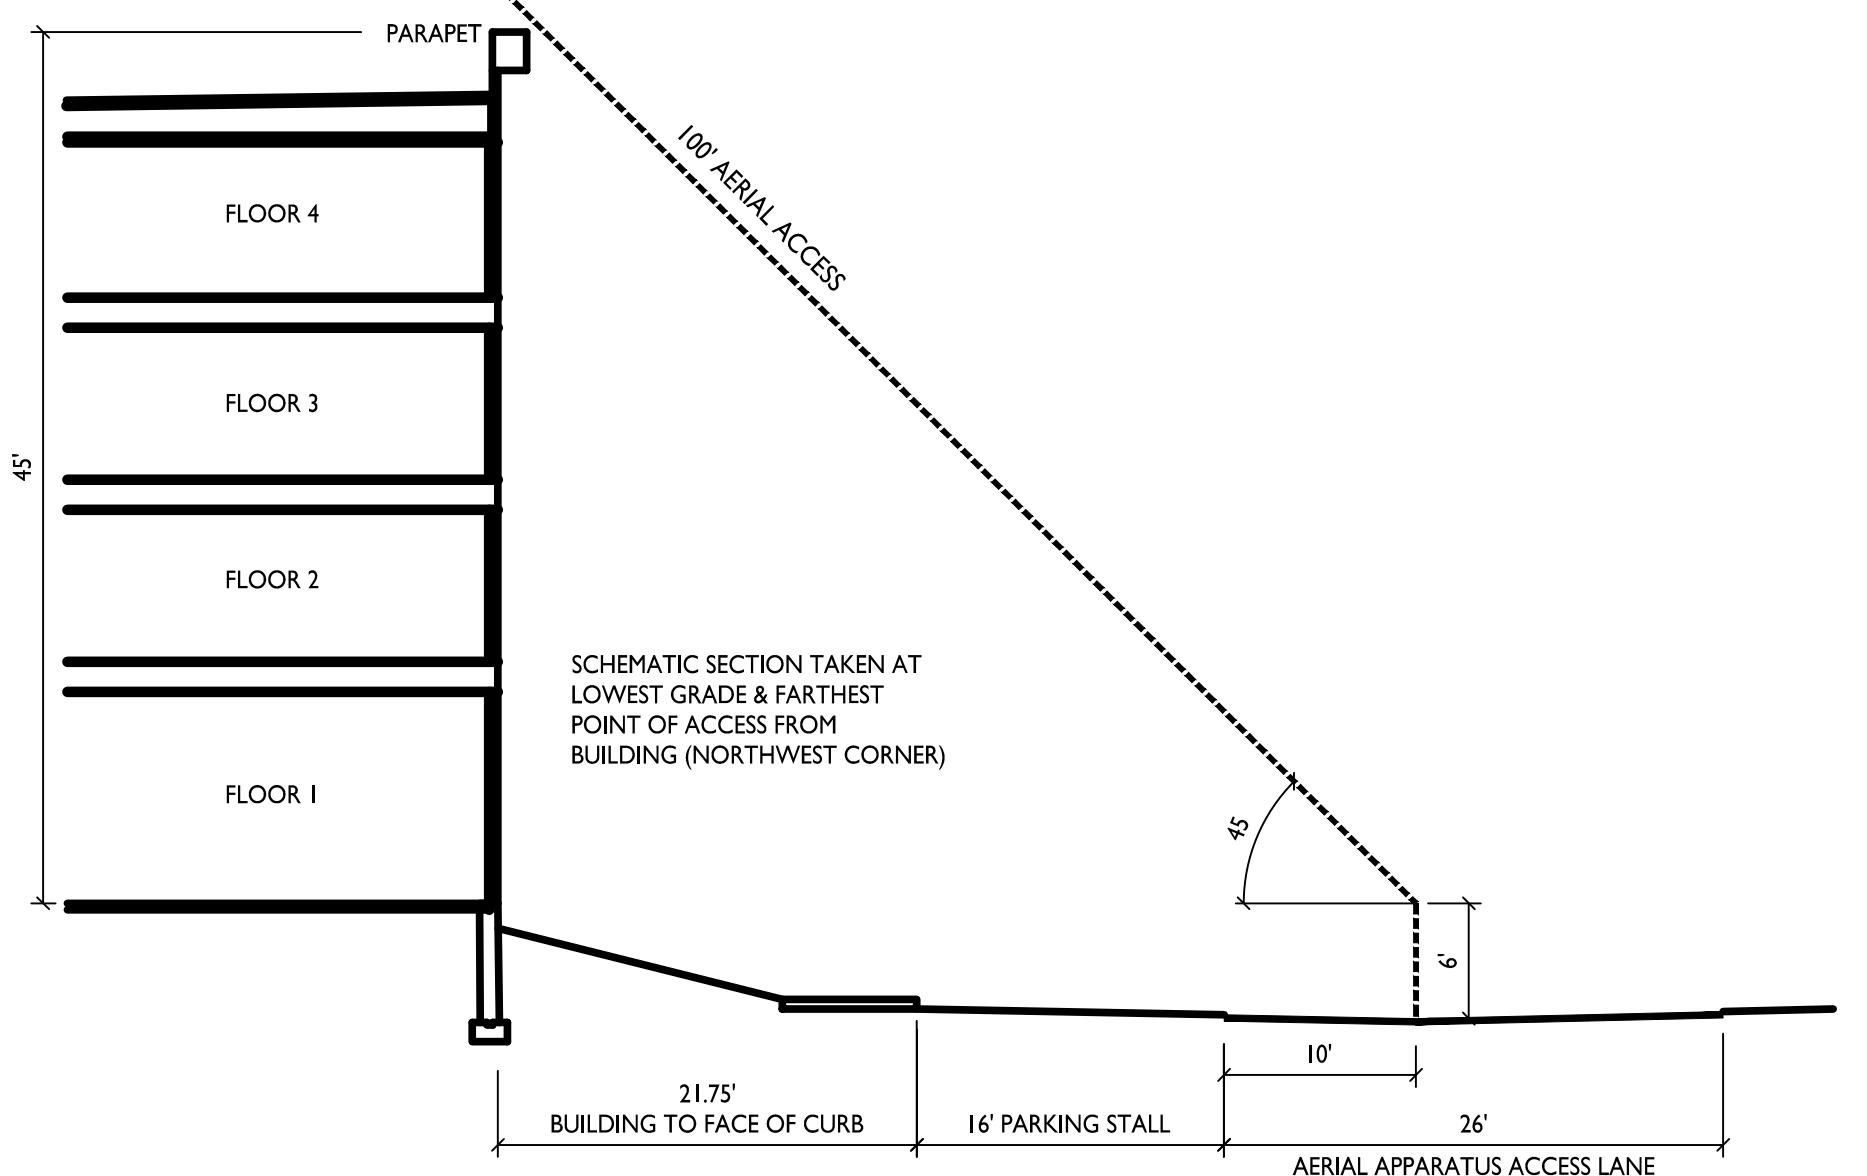 PARAPET
100' AERIAL ACCESS
FLOOR 4
FLOOR 3
45'
FLOOR 2
SCHEMATIC SECTION TAKEN AT
LOWEST GRADE & FARTHEST
POINT OF ACCESS FROM
BUILDING (NORTHWEST CORNER)
FLOOR 1
45
6'
10'
21.75'
BUILDING TO FACE OF CURB
16' PARKING STALL
26'
AERIAL APPARATUS ACCESS LANE